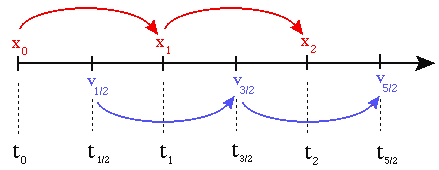 x₀ x₁ x₂
v₁/₂ v₃/₂ v₅/₂
t₀ t₁/₂ t₁ t₃/₂ t₂ t₅/₂